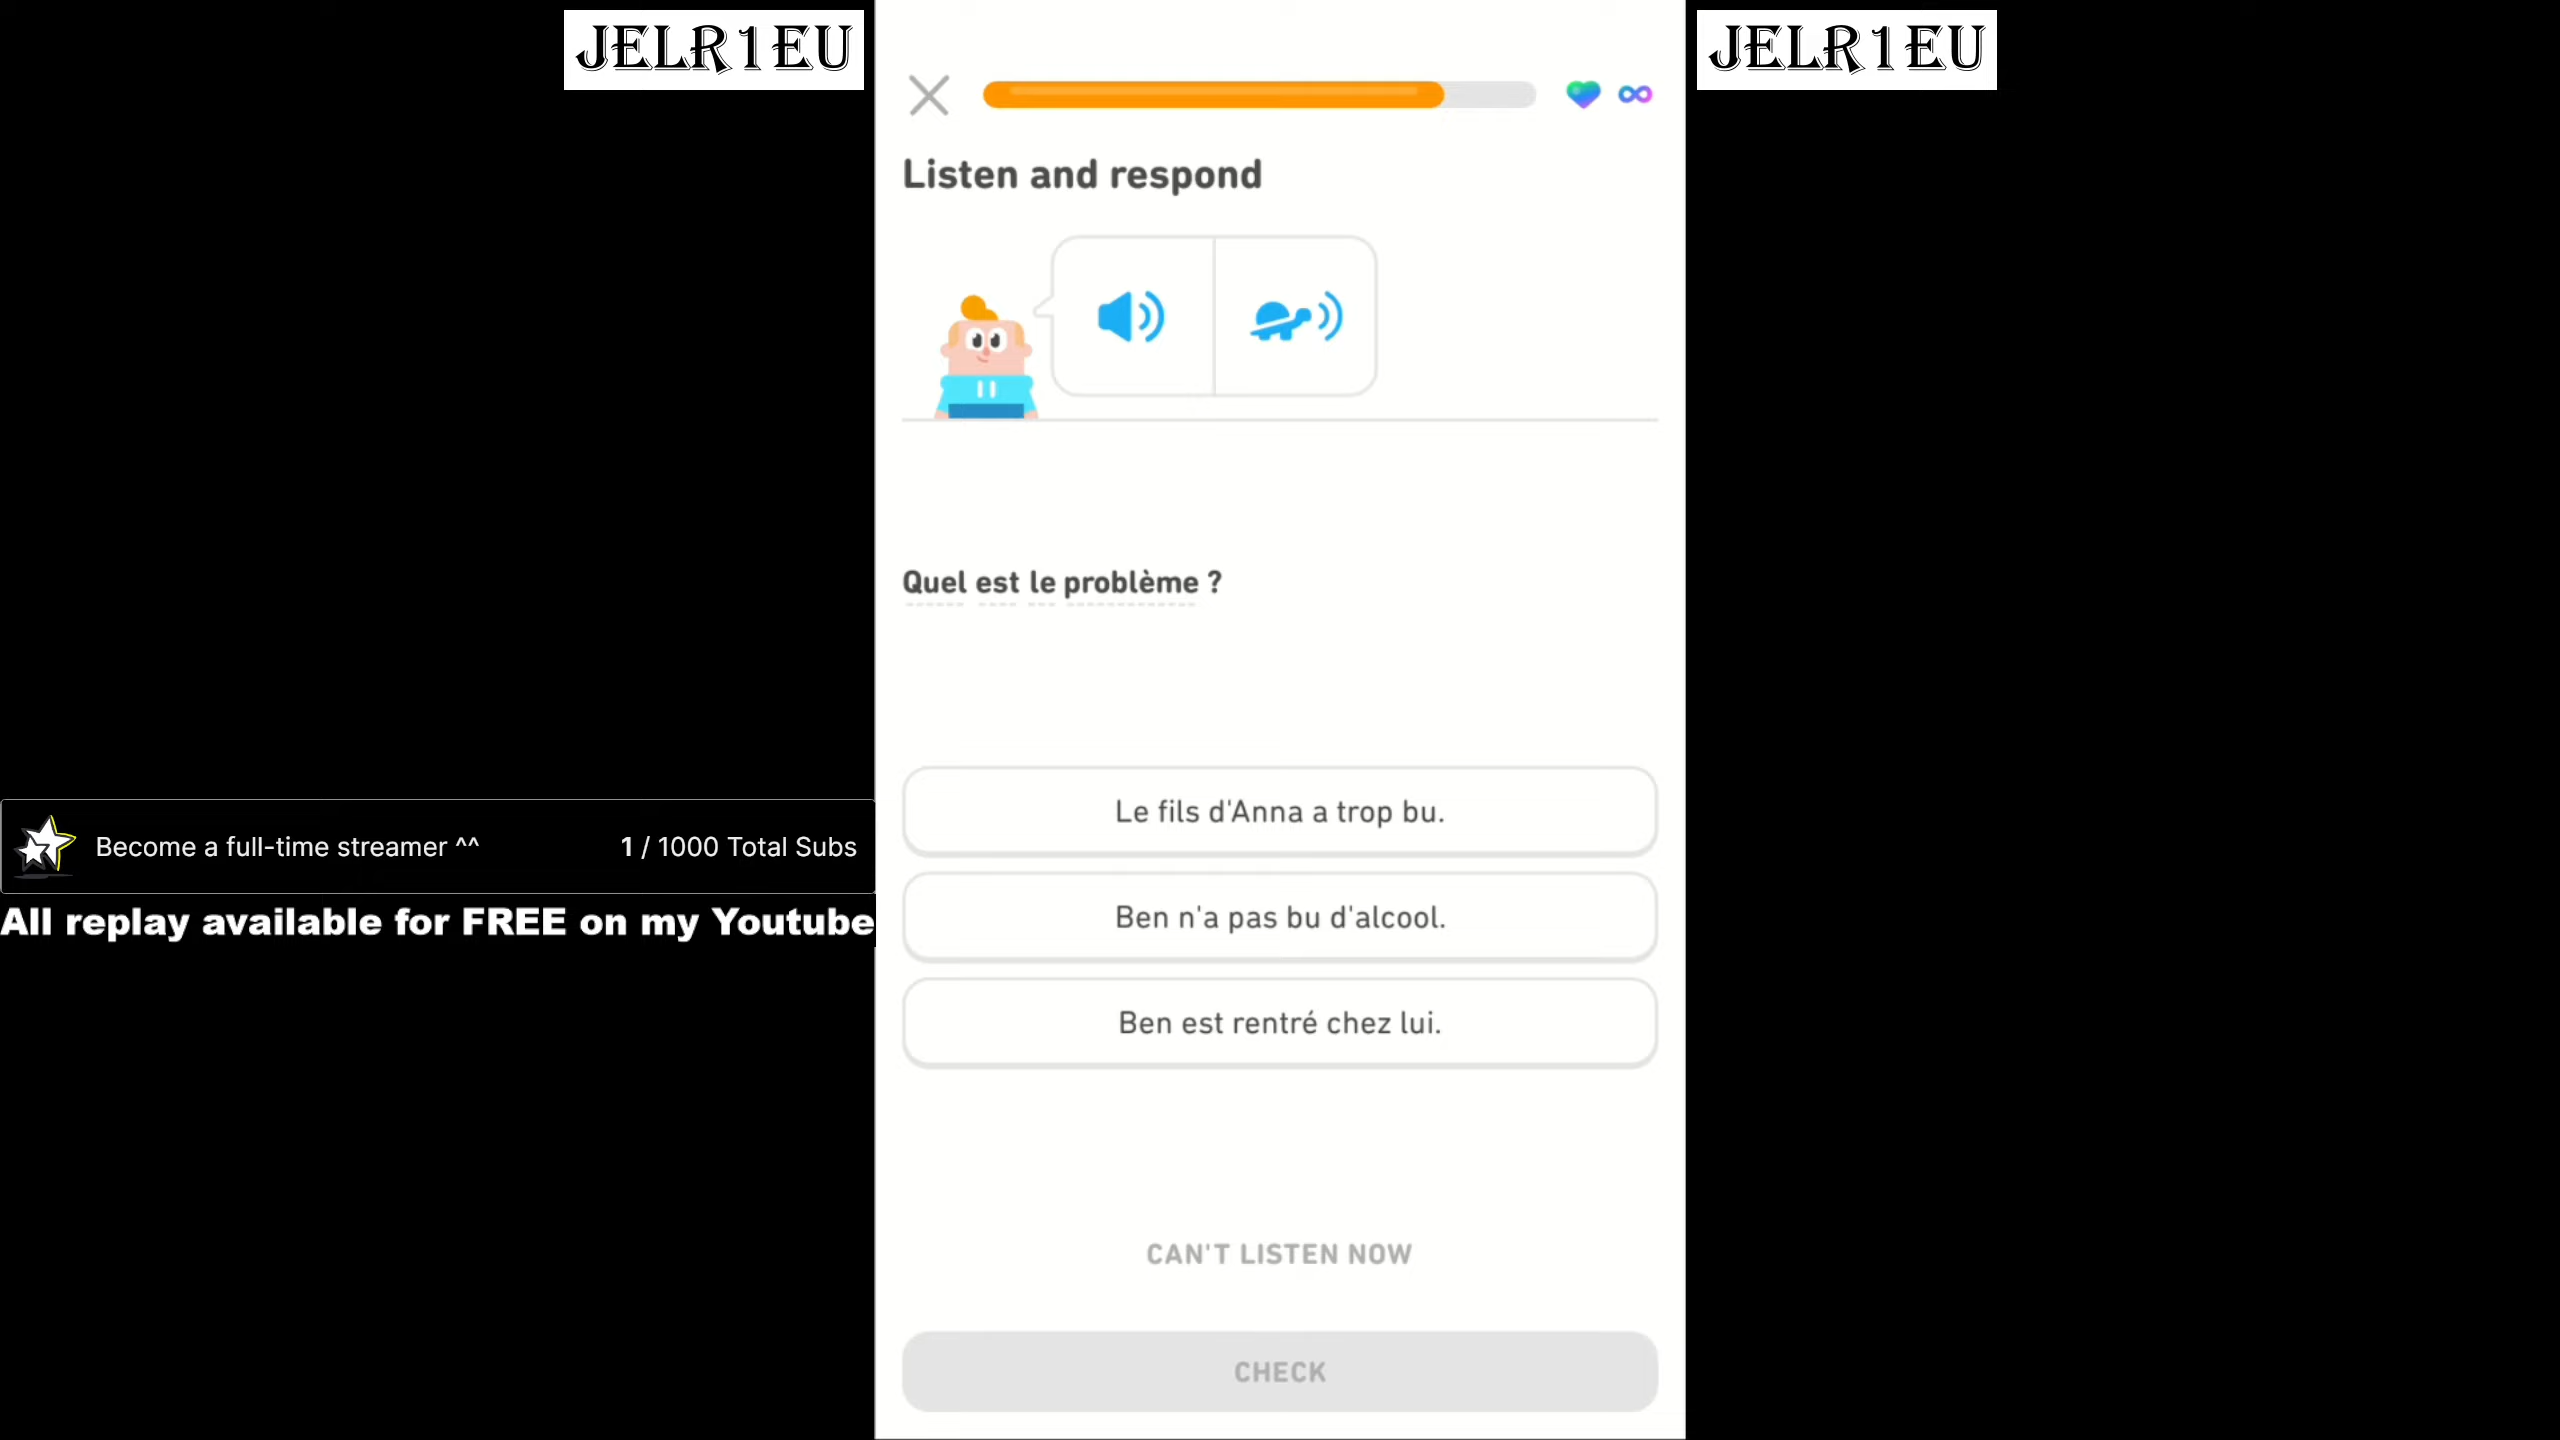 JELR1EU
JELR1EU
Listen and respond
Quel est le problème ?
Le fils d'Anna a trop bu.
Ben n'a pas bu d'alcool.
Ben est rentré chez lui.
Become a full-time streamer ^^ 1 / 1000 Total Subs
All replay available for FREE on my Youtube
CAN'T LISTEN NOW
CHECK